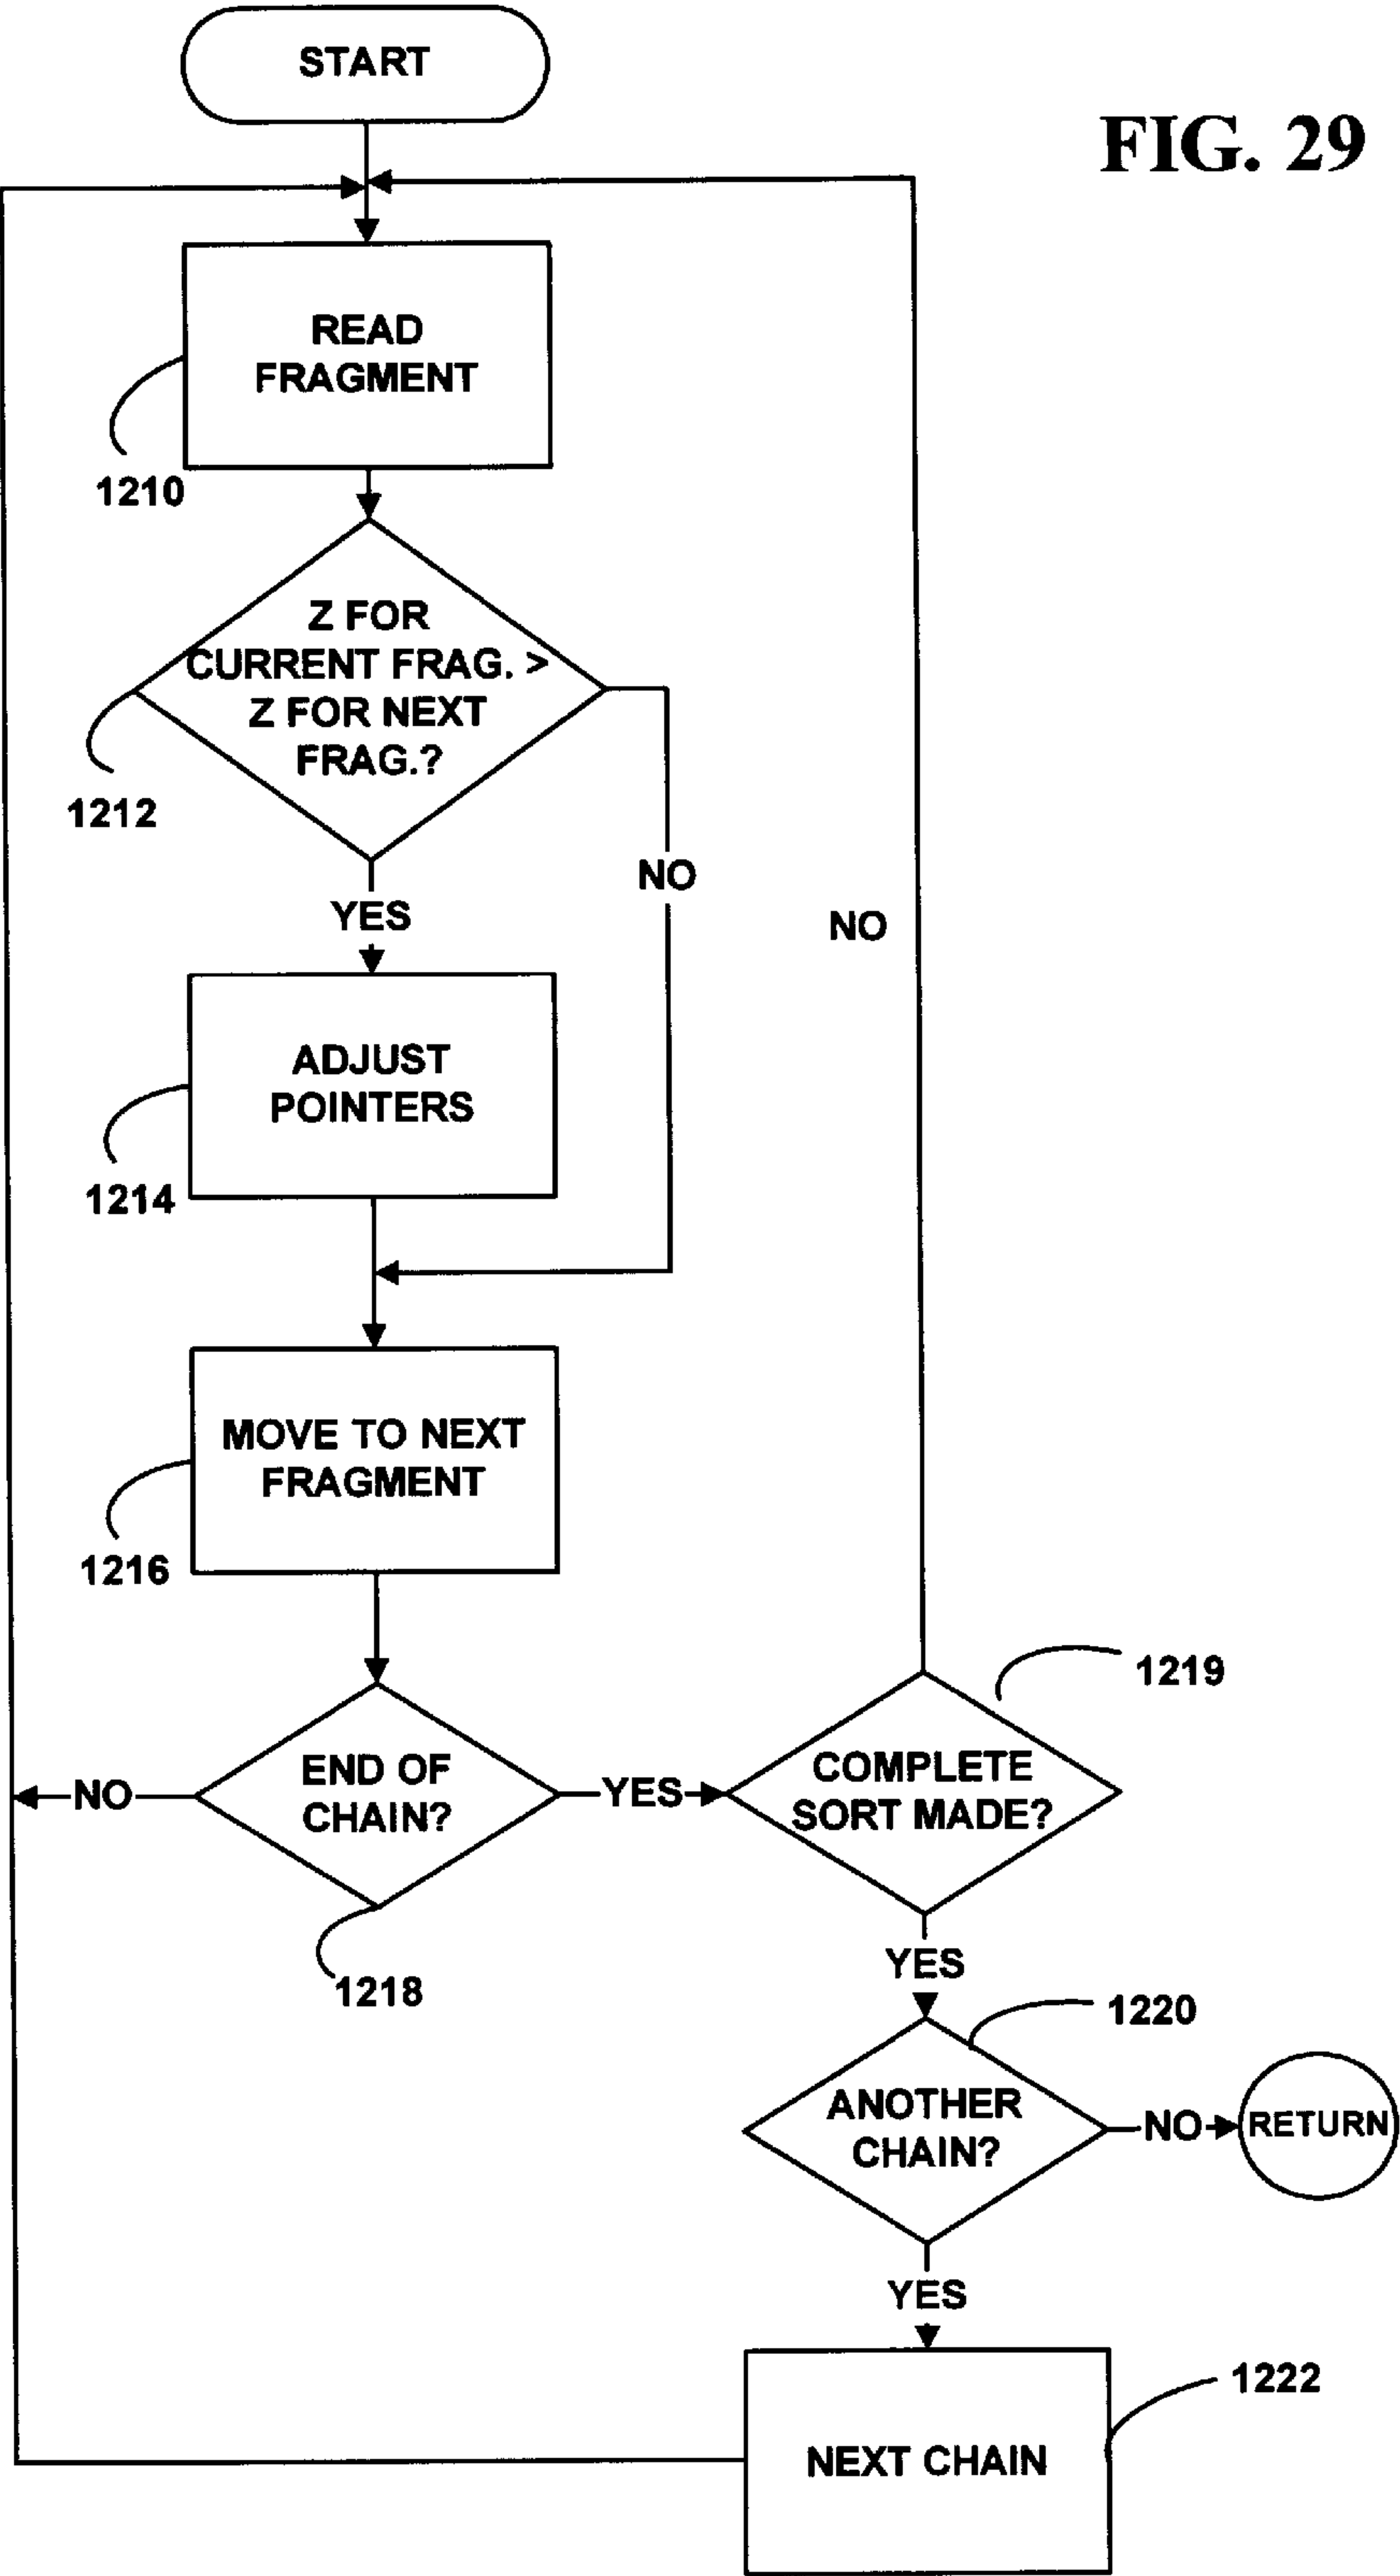 START
FIG. 29
READ
FRAGMENT
1210
Z FOR
CURRENT FRAG. >
Z FOR NEXT
FRAG.?
1212
NO
YES
NO
ADJUST
POINTERS
1214
MOVE TO NEXT
FRAGMENT
1216
1219
END OF
CHAIN?
NO
YES
COMPLETE
SORT MADE?
1218
YES
1220
ANOTHER
CHAIN?
NO
RETURN
YES
1222
NEXT CHAIN